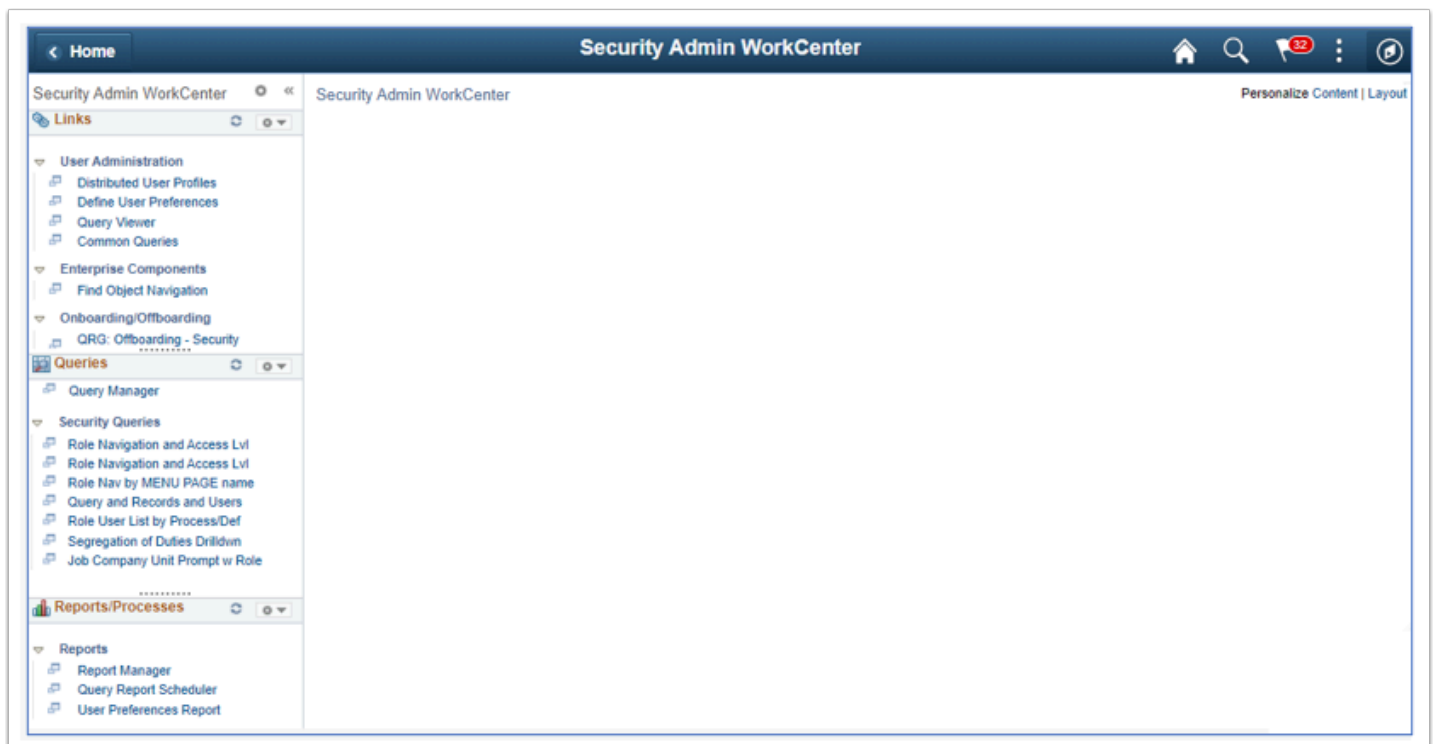 Home
Security Admin WorkCenter
32
Security Admin WorkCenter
Security Admin WorkCenter
Personalize Content | Layout
Links
User Administration
Distributed User Profiles
Define User Preferences
Query Viewer
Common Queries
Enterprise Components
Find Object Navigation
Onboarding/Offboarding
QRG: Offboarding - Security
Queries
Query Manager
Security Queries
Role Navigation and Access Lvl
Role Navigation and Access Lvl
Role Nav by MENU PAGE name
Query and Records and Users
Role User List by Process/Def
Segregation of Duties Drilldwn
Job Company Unit Prompt w Role
Reports/Processes
Reports
Report Manager
Query Report Scheduler
User Preferences Report